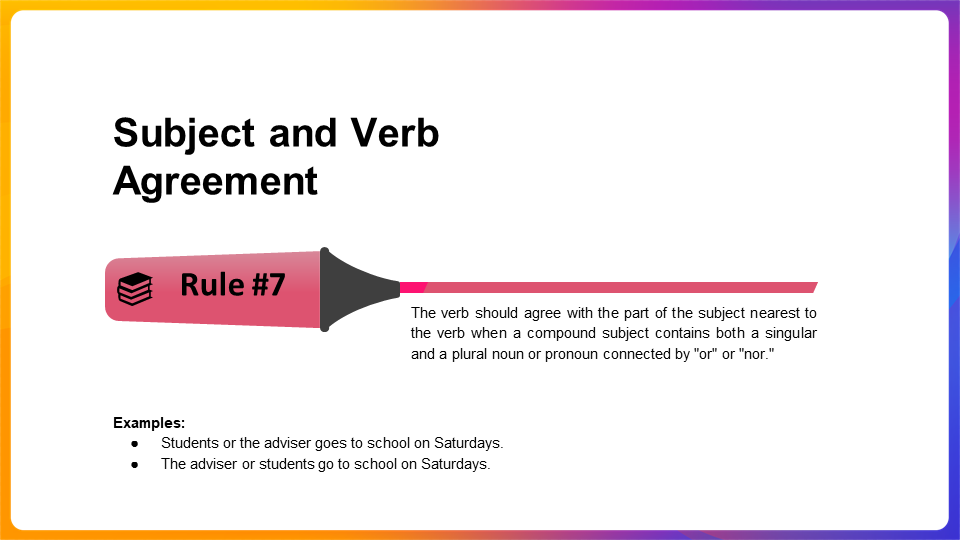 Subject and Verb
Agreement
Rule #7
The verb should agree with the part of the subject nearest to
the verb when a compound subject contains both a singular
and a plural noun or pronoun connected by "or" or "nor."
Examples:
● Students or the adviser goes to school on Saturdays.
● The adviser or students go to school on Saturdays.